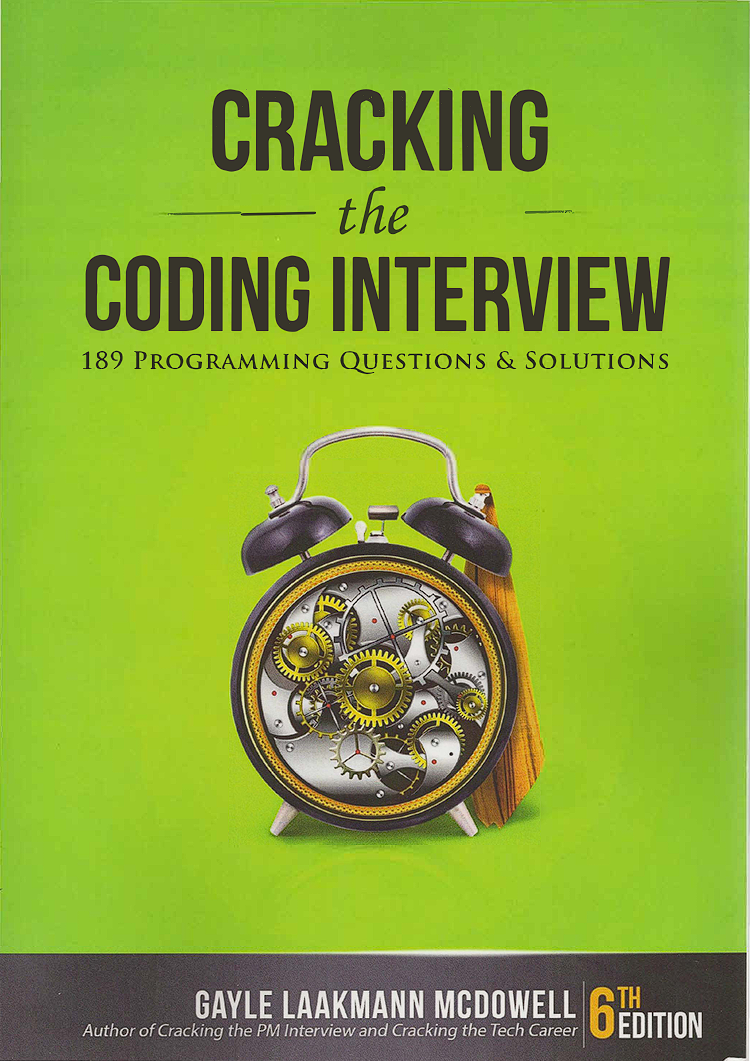 CRACKING
the
CODING INTERVIEW
189 PROGRAMMING QUESTIONS & SOLUTIONS
GAYLE LAAKMANN MCDOWELL
Author of Cracking the PM Interview and Cracking the Tech Career
6TH EDITION